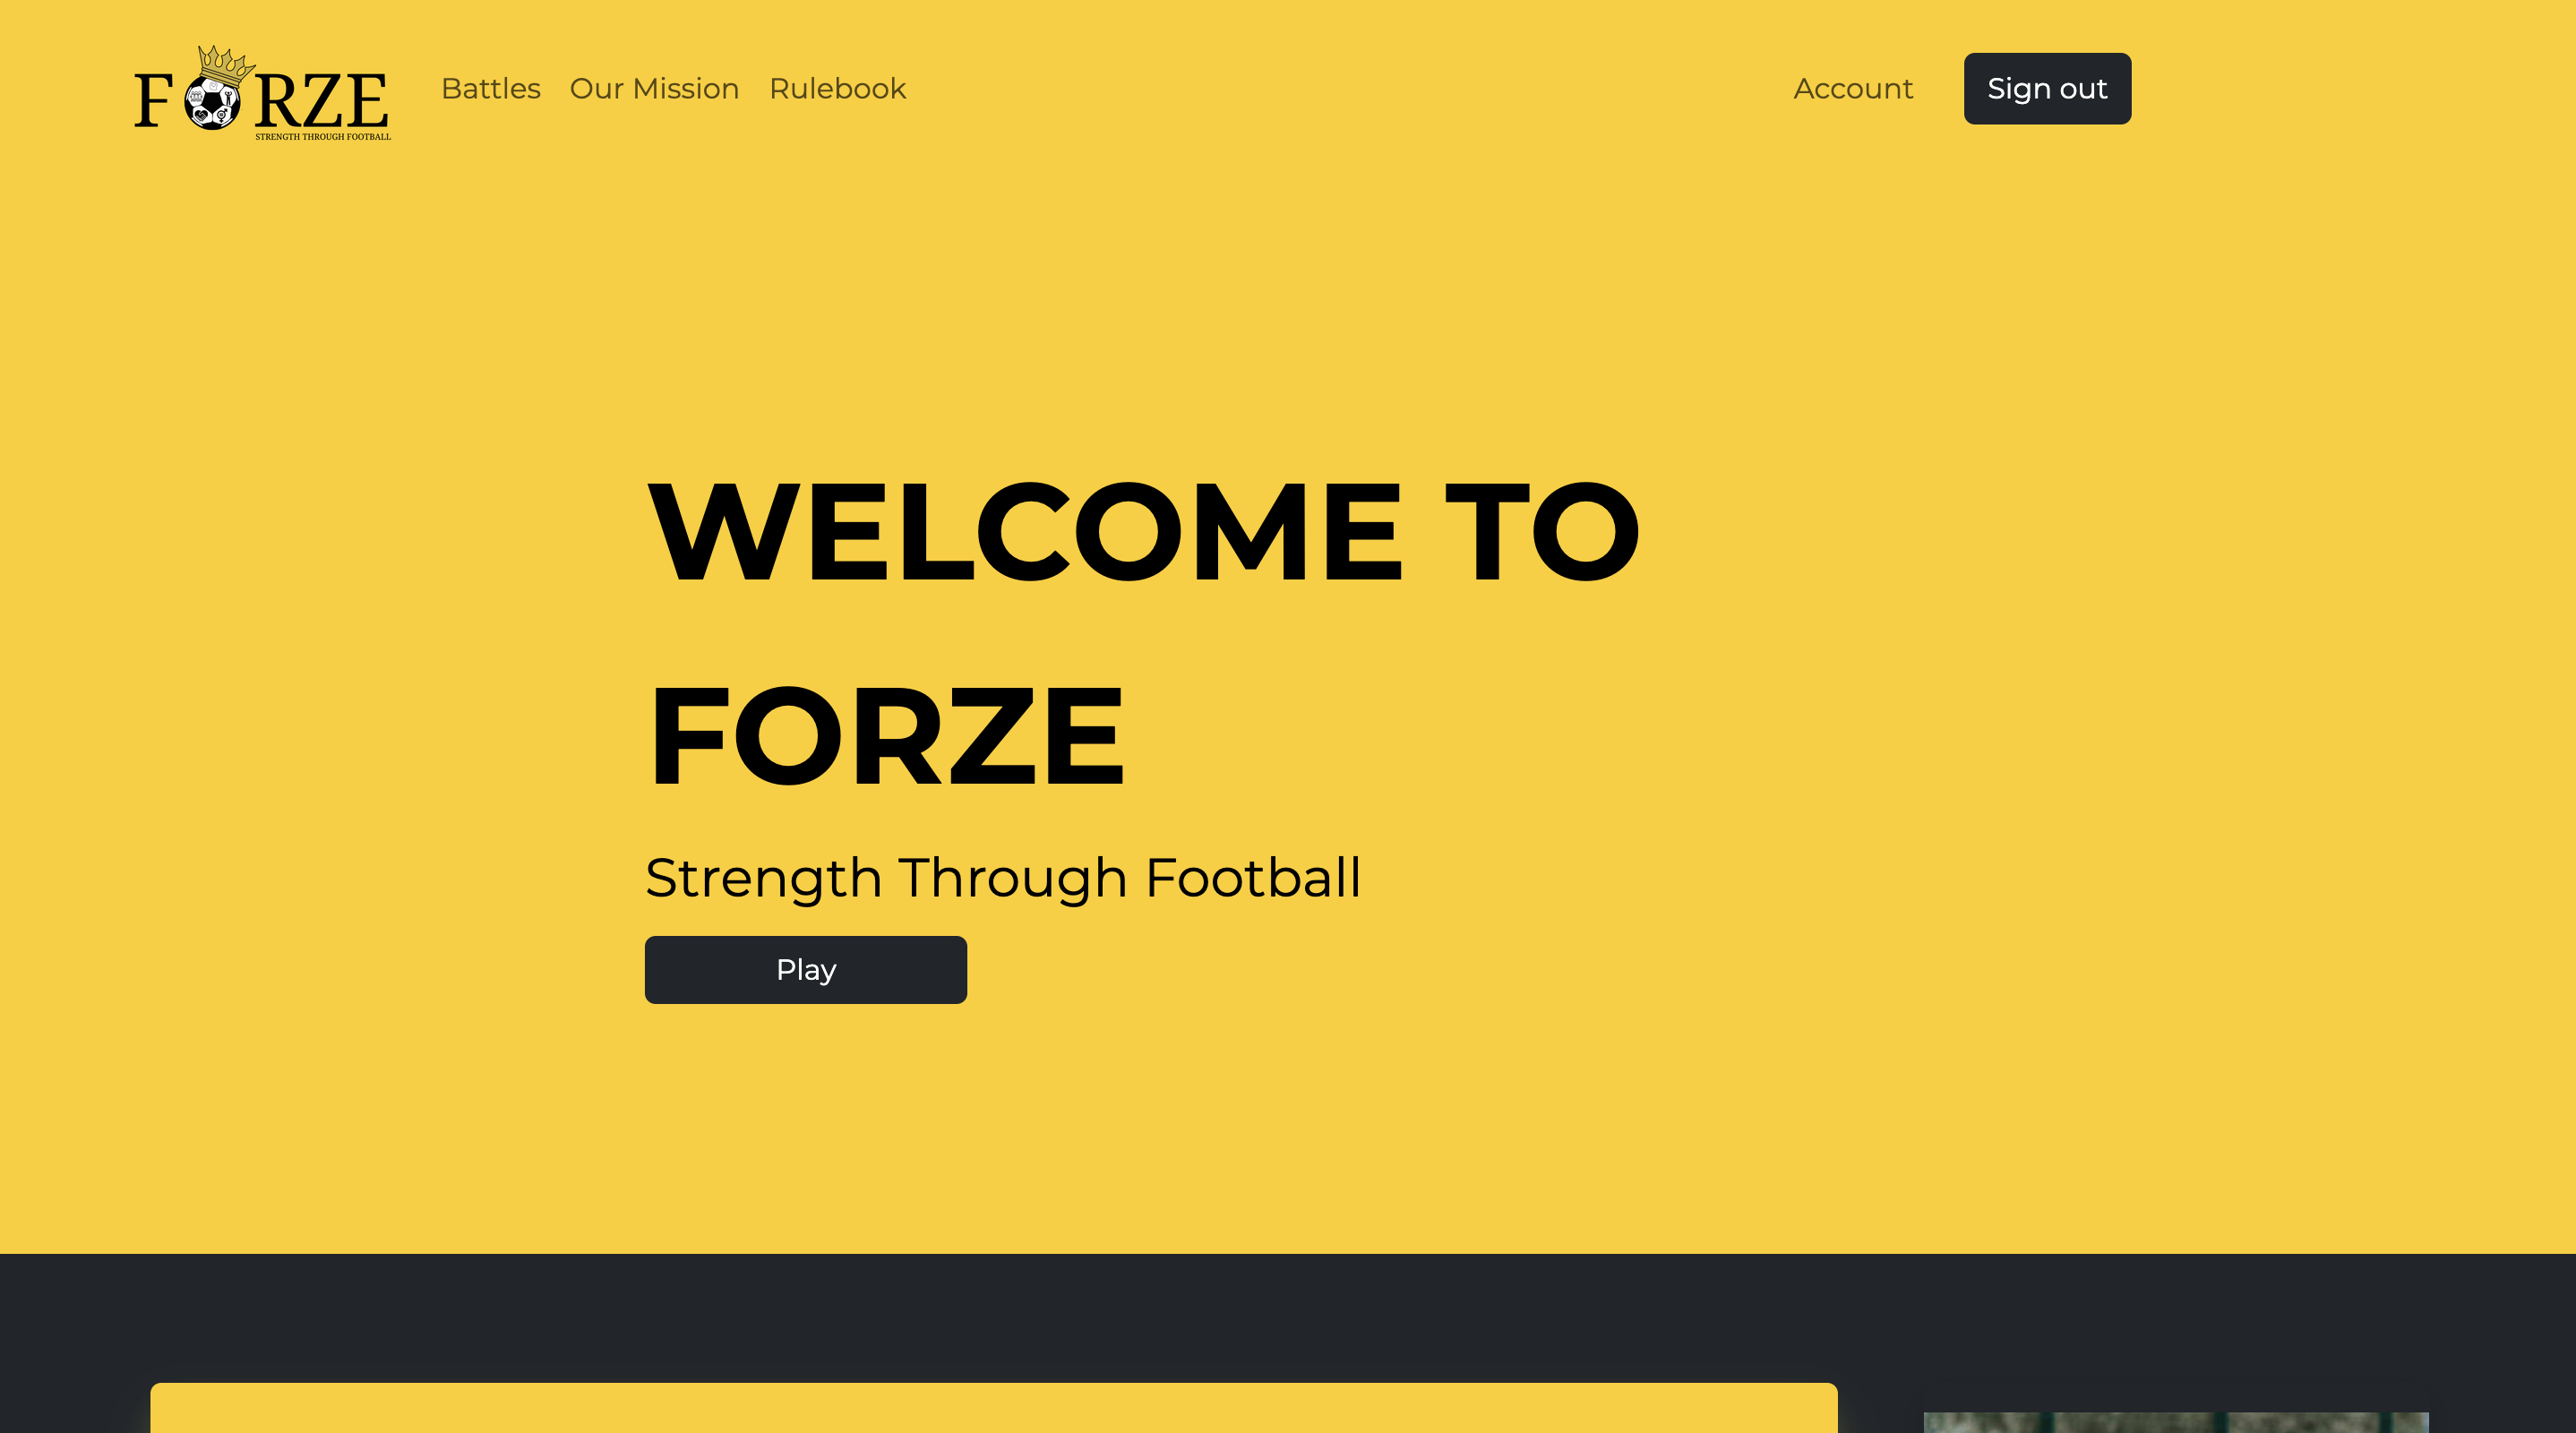 FORZE
STRENGTH THROUGH FOOTBALL
Battles Our Mission Rulebook Account Sign out
WELCOME TO
FORZE
Strength Through Football
Play